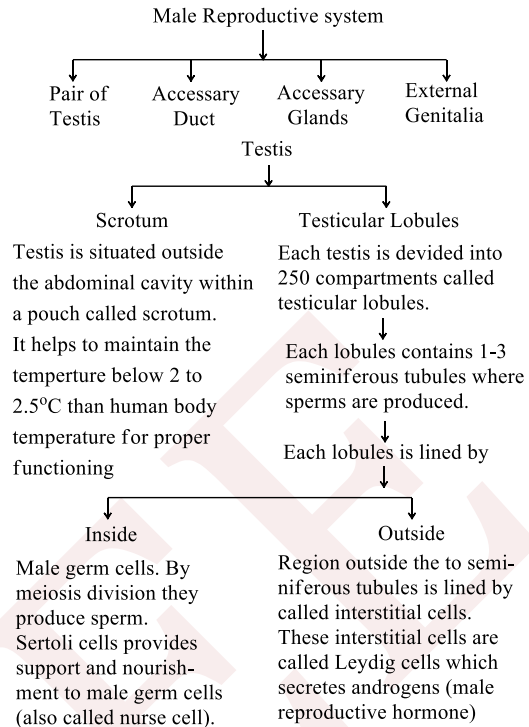 Male Reproductive system
Pair of Testis
Accessary Duct
Accessary Glands
External Genitalia
Testis
Scrotum
Testis is situated outside
the abdominal cavity within
a pouch called scrotum.
It helps to maintain the
temperture below 2 to
2.5°C than human body
temperature for proper
functioning
Testicular Lobules
Each testis is devided into
250 compartments called
testicular lobules.
Each lobules contains 1-3
seminiferous tubules where
sperms are produced.
Each lobules is lined by
Inside
Male germ cells. By
meiosis division they
produce sperm.
Sertoli cells provides
support and nourish-
ment to male germ cells
(also called nurse cell).
Outside
Region outside the to semi-
niferous tubules is lined by
called interstitial cells.
These interstitial cells are
called Leydig cells which
secretes androgens (male
reproductive hormone)